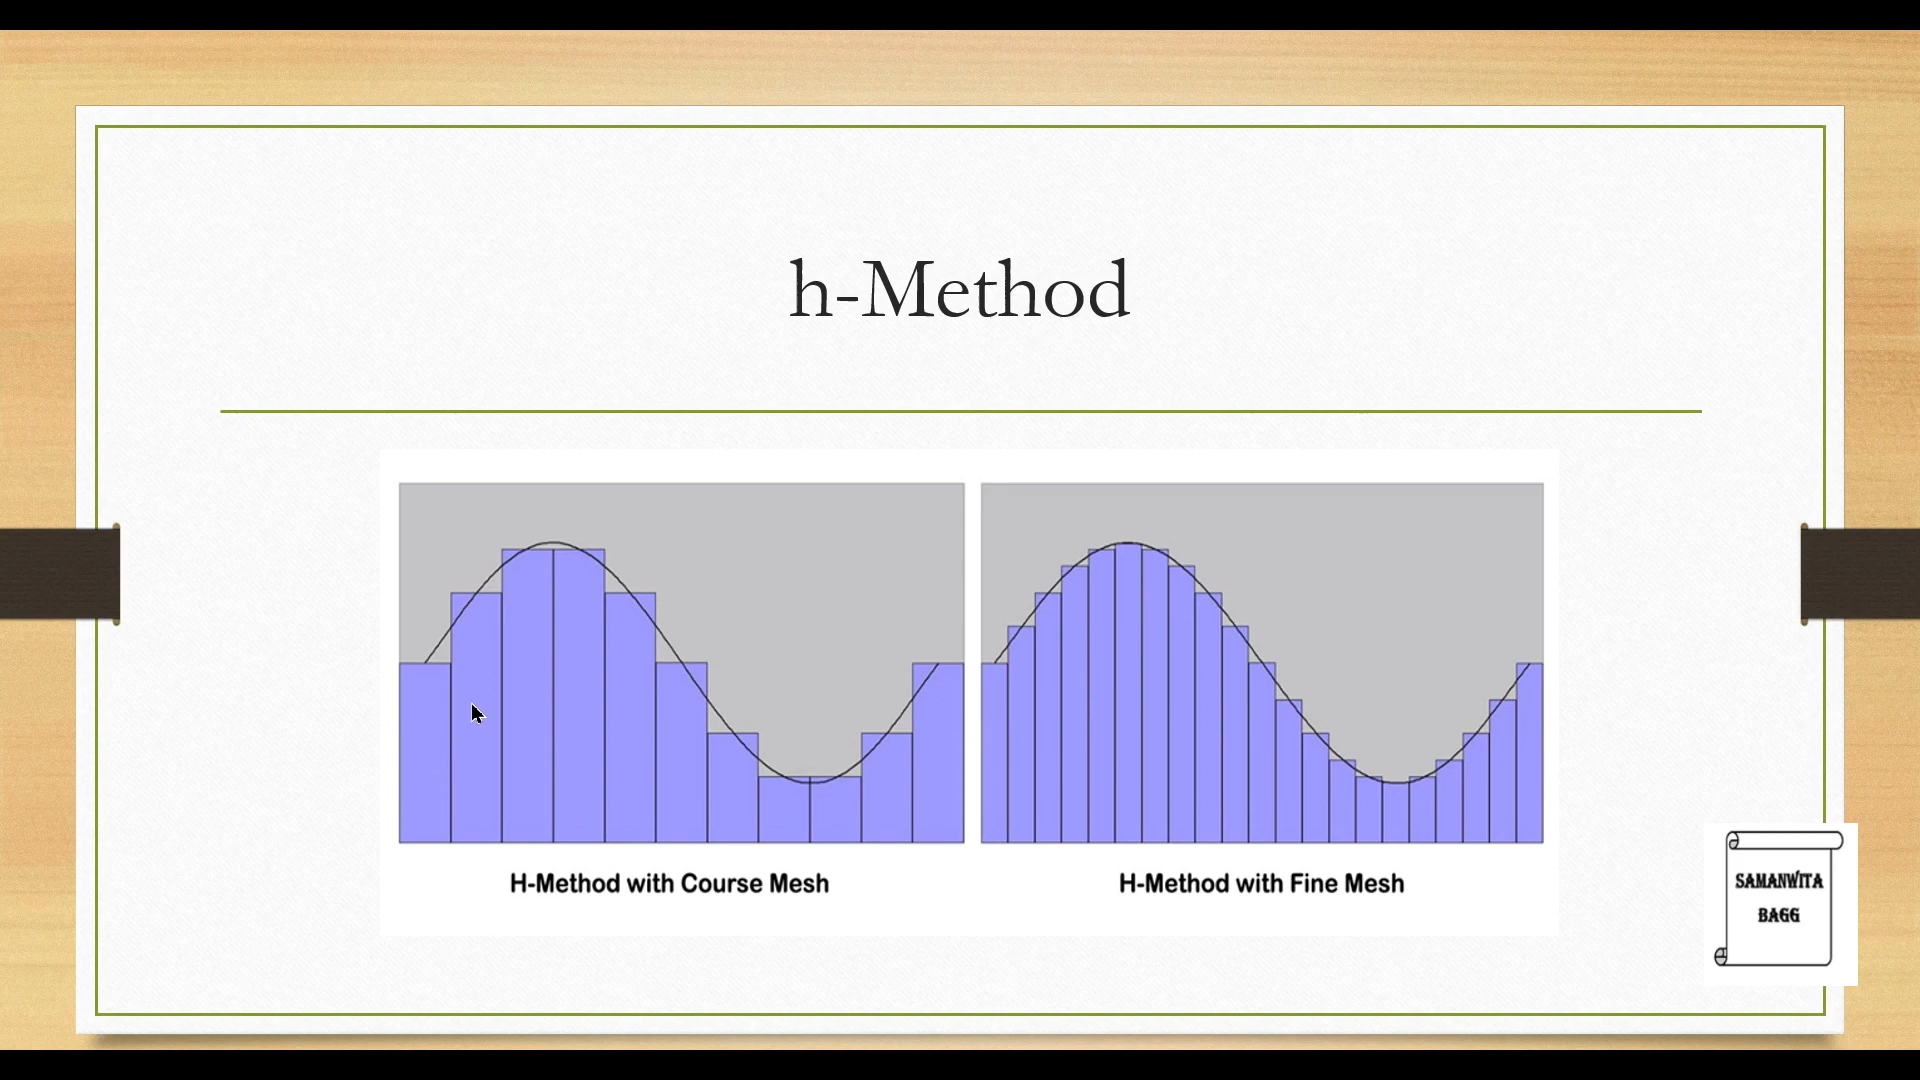 h-Method
H-Method with Course Mesh
H-Method with Fine Mesh
SAMANWITA
BAGG